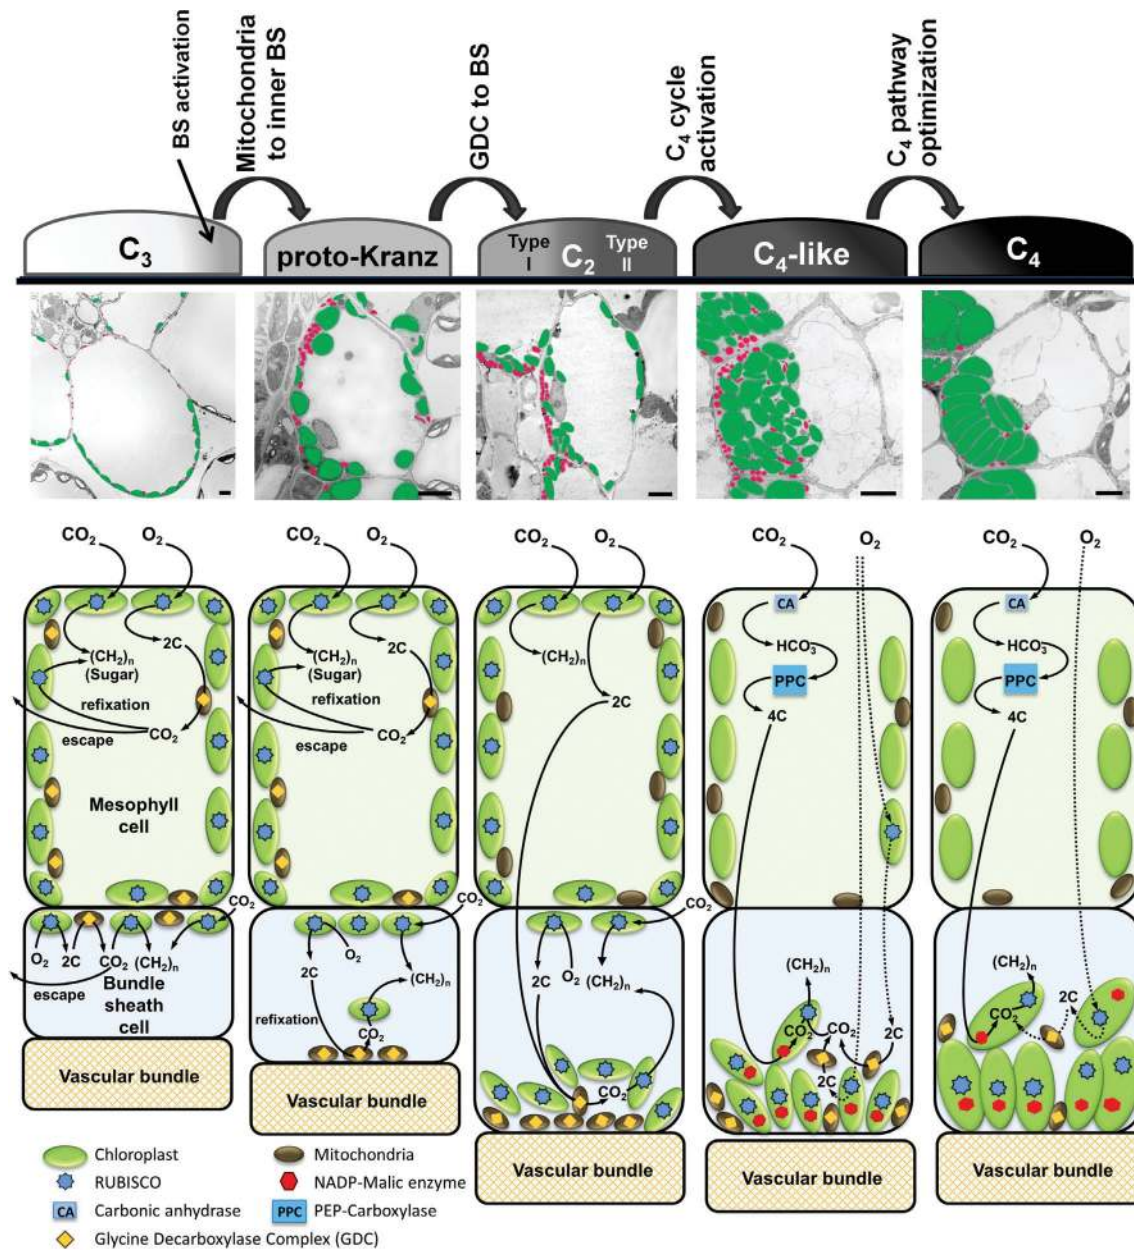 BS activation
Mitochondria
to inner BS
GDC to BS
C₄ cycle
activation
C₄ pathway
optimization
C₃
proto-Kranz
Type
I
C₂
Type
II
C₄-like
C₄
CO₂
O₂
CO₂
O₂
CO₂
O₂
CO₂
O₂
CO₂
O₂
(CH₂)ₙ
(Sugar)
2C
refixation
CO₂
escape
Mesophyll
cell
CO₂
O₂
2C
CO₂
(CH₂)ₙ
escape
Bundle
sheath
cell
Vascular bundle
(CH₂)ₙ
(Sugar)
2C
refixation
CO₂
escape
CO₂
O₂
2C
(CH₂)ₙ
refixation
CO₂
Vascular bundle
(CH₂)ₙ
2C
CO₂
2C
O₂
(CH₂)ₙ
CO₂
Vascular bundle
CA
HCO₃
PPC
4C
(CH₂)ₙ
CO₂
CO₂
2C
2C
Vascular bundle
CA
HCO₃
PPC
4C
(CH₂)ₙ
CO₂
2C
Vascular bundle
Chloroplast
Mitochondria
RUBISCO
NADP-Malic enzyme
CA
Carbonic anhydrase
PPC
PEP-Carboxylase
Glycine Decarboxylase Complex (GDC)